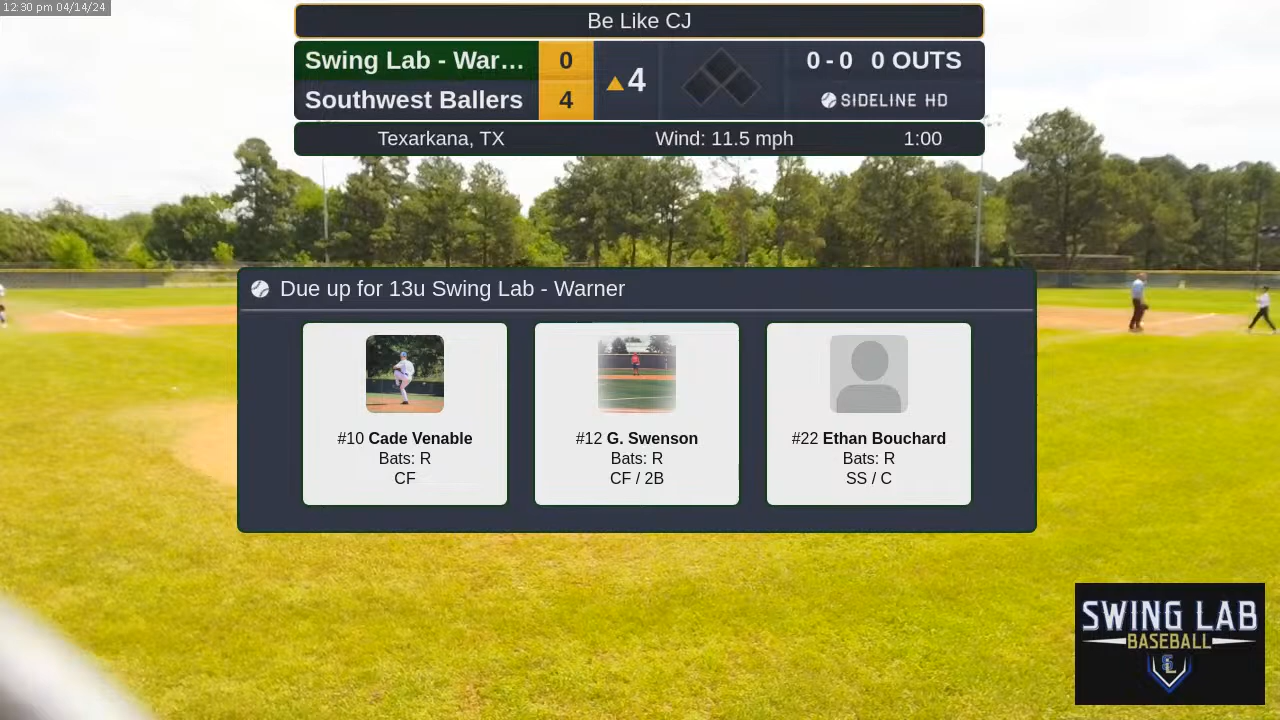 12:30 pm 04/14/24
Be Like CJ
Swing Lab - War... 0
Southwest Ballers 4
4
0 - 0 0 OUTS
SIDELINE HD
Texarkana, TX Wind: 11.5 mph 1:00
Due up for 13u Swing Lab - Warner
#10 Cade Venable
Bats: R
CF
#12 G. Swenson
Bats: R
CF / 2B
#22 Ethan Bouchard
Bats: R
SS / C
SWING LAB
BASEBALL
SL